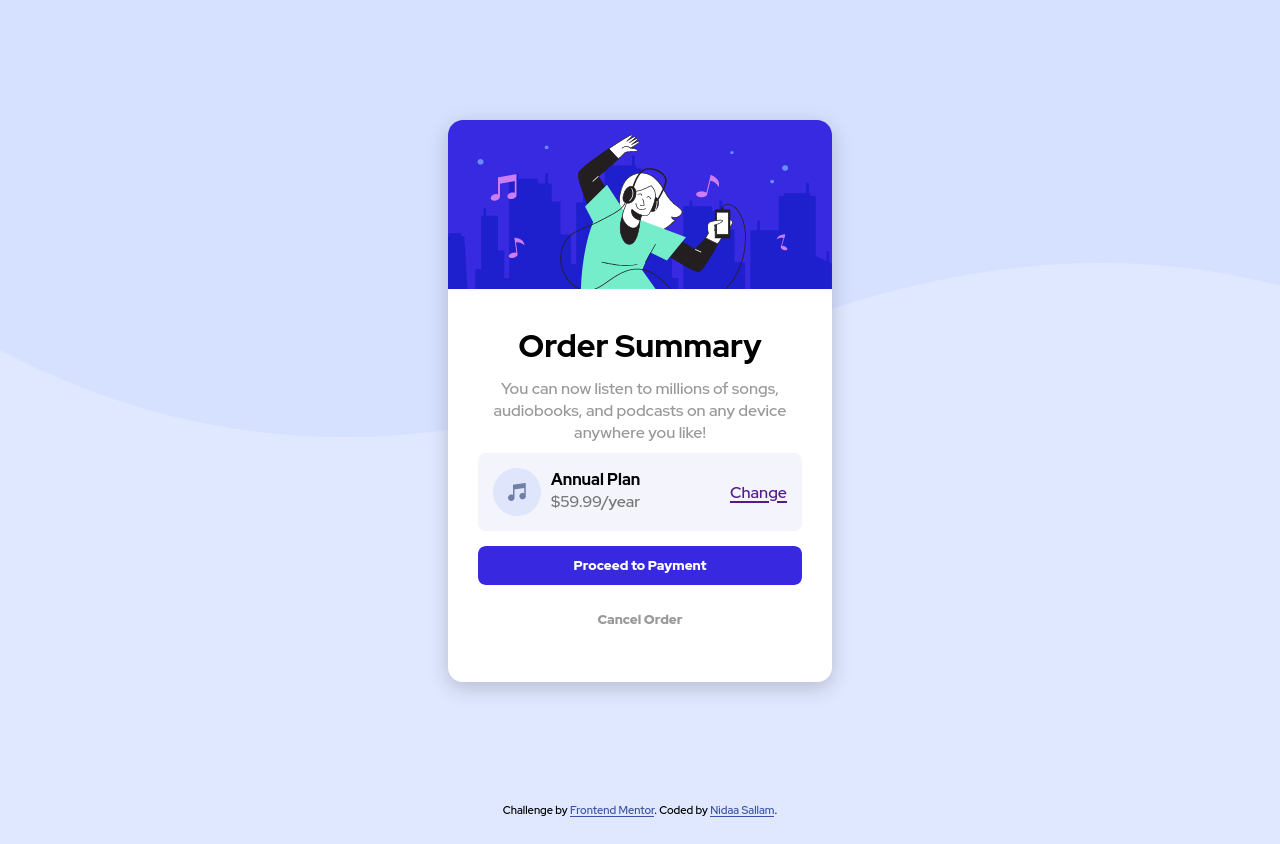 Order Summary
You can now listen to millions of songs,
audiobooks, and podcasts on any device
anywhere you like!
Annual Plan
$59.99/year
Change
Proceed to Payment
Cancel Order
Challenge by Frontend Mentor. Coded by Nidaa Sallam.